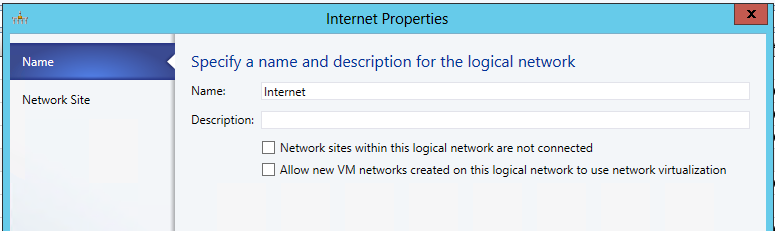 Internet Properties
x
Name
Network Site
Specify a name and description for the logical network
Name: Internet
Description:
Network sites within this logical network are not connected
Allow new VM networks created on this logical network to use network virtualization